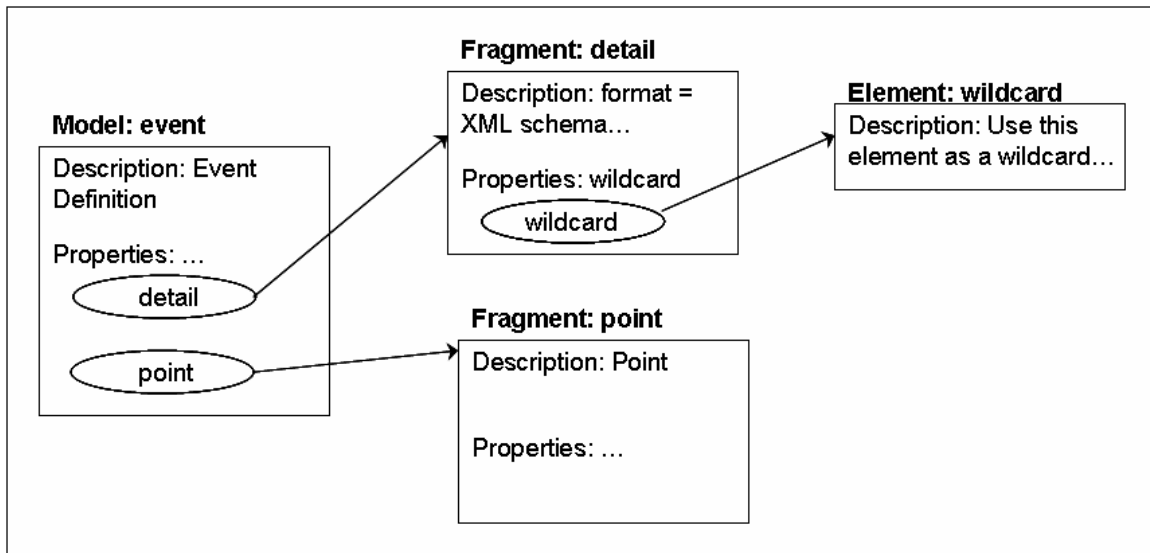 Model: event
Description: Event
Definition
Properties: …
detail
point
Fragment: detail
Description: format =
XML schema…
Properties: wildcard
wildcard
Element: wildcard
Description: Use this
element as a wildcard…
Fragment: point
Description: Point
Properties: …